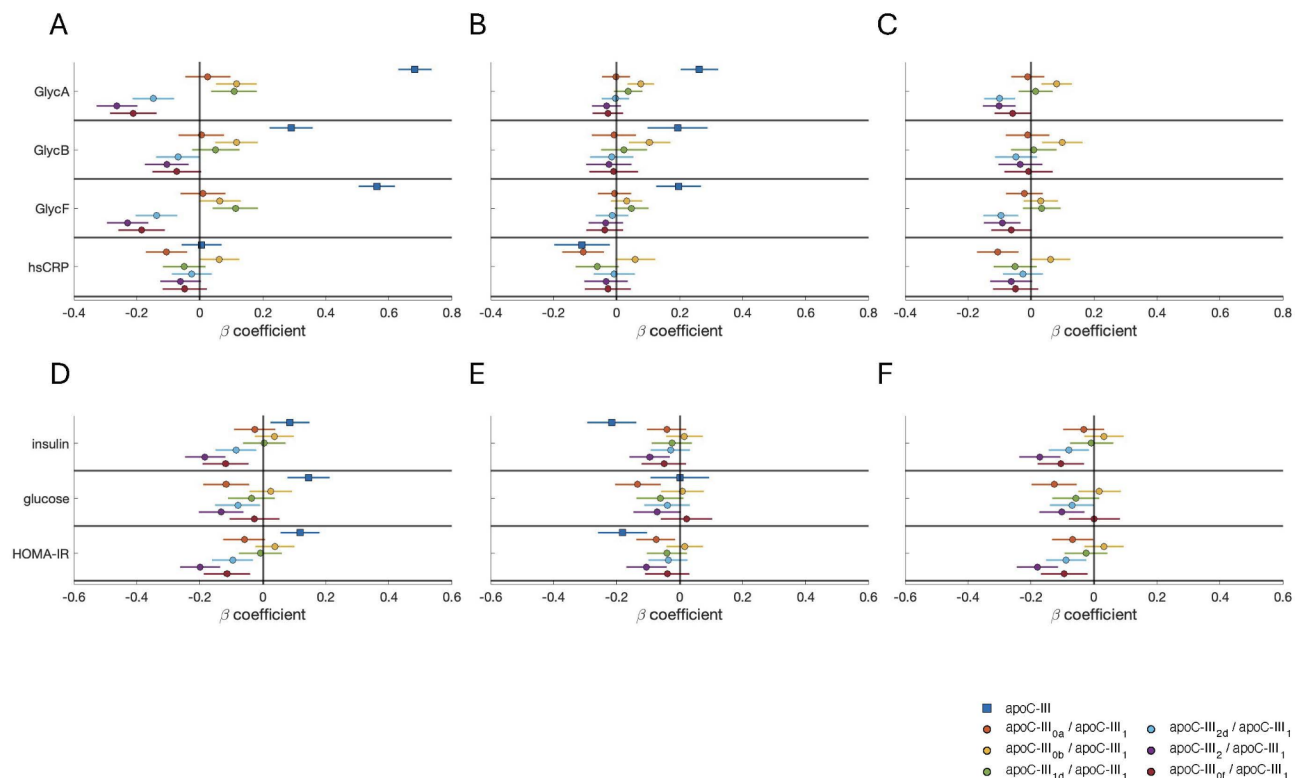 A B C
GlycA
GlycB
GlycF
hsCRP
-0.4 -0.2 0 0.2 0.4 0.6 0.8 -0.4 -0.2 0 0.2 0.4 0.6 0.8 -0.4 -0.2 0 0.2 0.4 0.6 0.8
β coefficient β coefficient β coefficient
D E F
insulin
glucose
HOMA-IR
-0.6 -0.4 -0.2 0 0.2 0.4 0.6 -0.6 -0.4 -0.2 0 0.2 0.4 0.6 -0.6 -0.4 -0.2 0 0.2 0.4 0.6
β coefficient β coefficient β coefficient
apoC-III
apoC-III0a / apoC-III1 apoC-III2d / apoC-III1
apoC-III0b / apoC-III1 apoC-III2 / apoC-III1
apoC-III1d / apoC-III1 apoC-III0f / apoC-III1